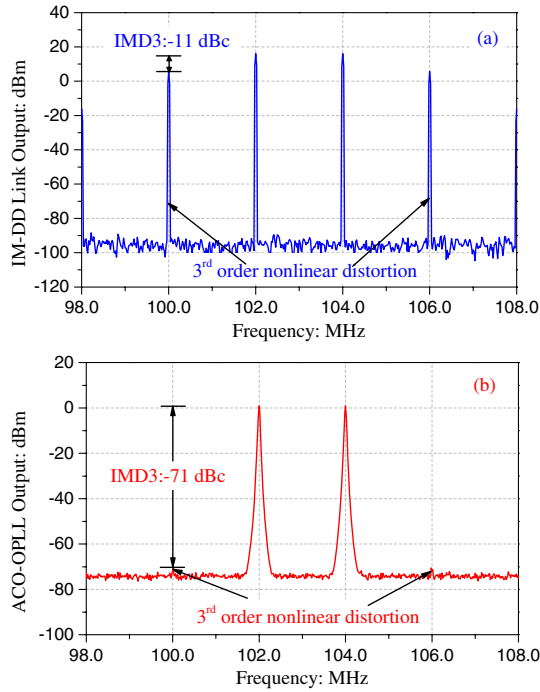 IMD3:-11 dBc
(a)
40
20
0
-20
-40
-60
-80
-100
-120
IM-DD Link Output: dBm
3rd order nonlinear distortion
98.0 100.0 102.0 104.0 106.0 108.0
Frequency: MHz
(b)
20
0
-20
-40
-60
-80
-100
ACO-OPLL Output: dBm
IMD3:-71 dBc
3rd order nonlinear distortion
98.0 100.0 102.0 104.0 106.0 108.0
Frequency: MHz